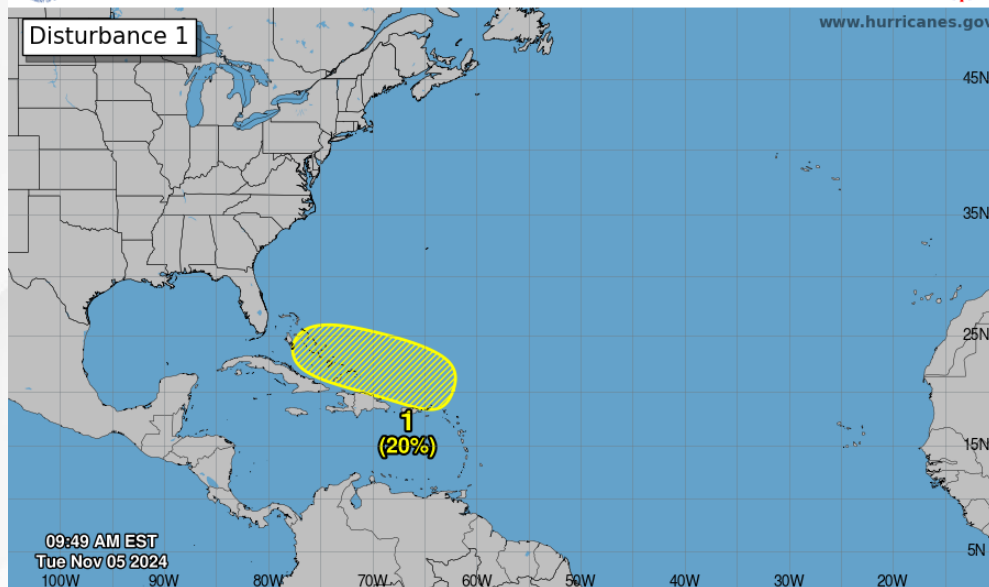 Disturbance 1
www.hurricanes.gov
45N
35N
25N
1
(20%)
15N
09:49 AM EST
Tue Nov 05 2024
5N
100W
90W
80W
70W
60W
50W
40W
30W
20W